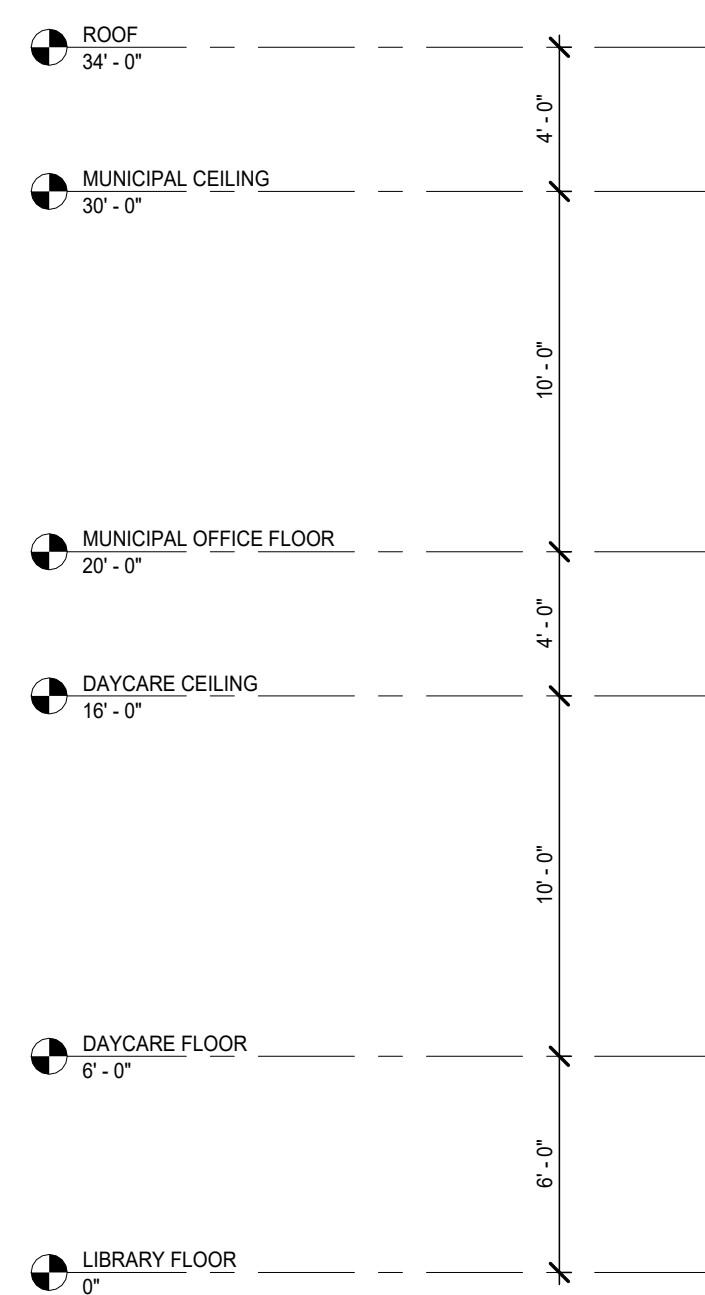 ROOF
34' - 0"
4' - 0"
MUNICIPAL CEILING
30' - 0"
10' - 0"
MUNICIPAL OFFICE FLOOR
20' - 0"
4' - 0"
DAYCARE CEILING
16' - 0"
10' - 0"
DAYCARE FLOOR
6' - 0"
6' - 0"
LIBRARY FLOOR
0"